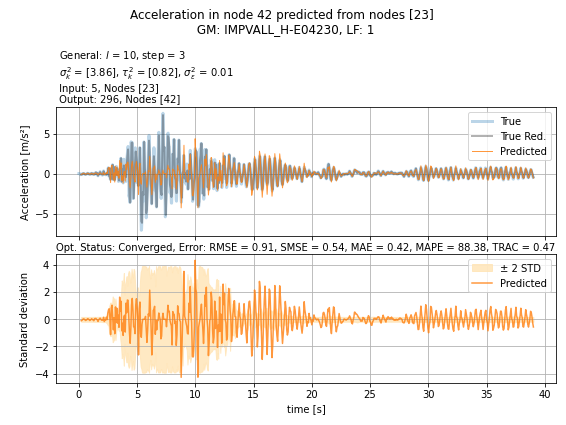 Acceleration in node 42 predicted from nodes [23]
GM: IMPVALL_H-E04230, LF: 1
General: l = 10, step = 3
σ²ₖ = [3.86], τ²ₖ = [0.82], σ²_ε = 0.01
Input: 5, Nodes [23]
Output: 296, Nodes [42]
Acceleration [m/s²]
5
0
−5
True
True Red.
Predicted
Opt. Status: Converged, Error: RMSE = 0.91, SMSE = 0.54, MAE = 0.42, MAPE = 88.38, TRAC = 0.47
Standard deviation
4
2
0
−2
−4
± 2 STD
Predicted
0 5 10 15 20 25 30 35 40
time [s]